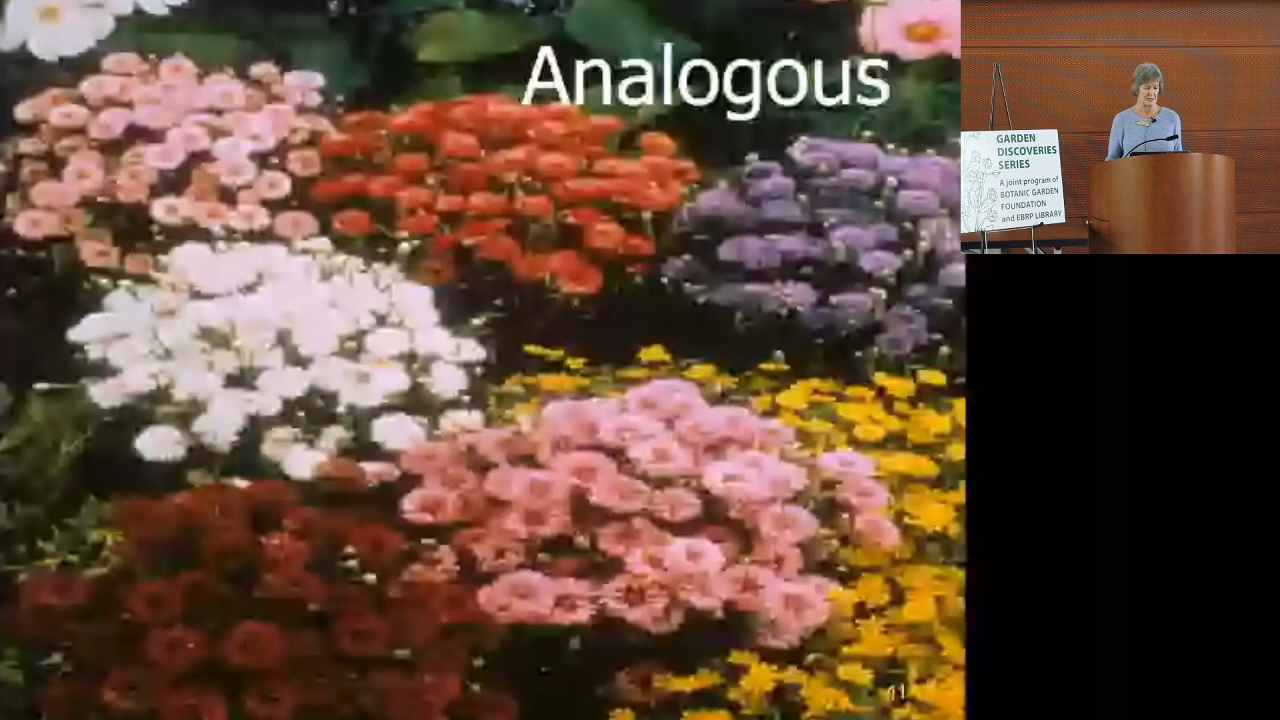 Analogous
11
GARDEN
DISCOVERIES
SERIES
A joint program of
BOTANIC GARDEN
FOUNDATION
and EBRP LIBRARY